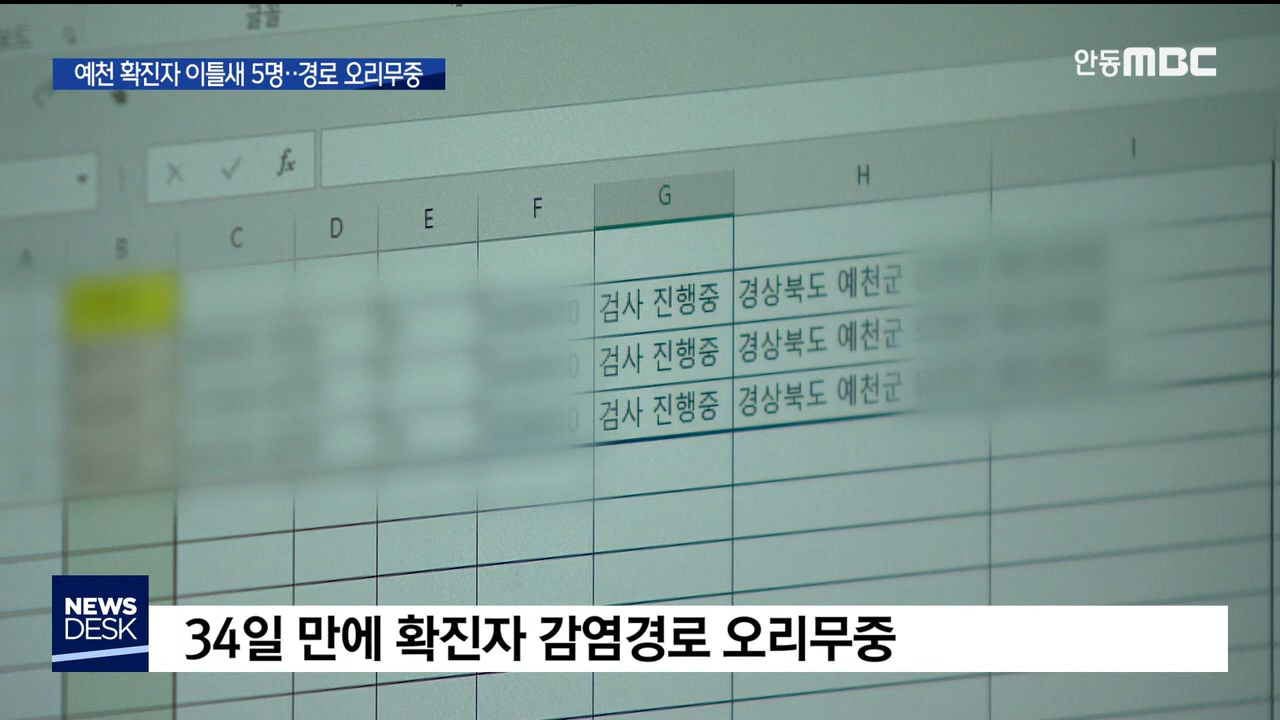 글꼴
예천 확진자 이틀새 5명··경로 오리무중
안동MBC
fx
A B C D E F G H I
검사 진행중 경상북도 예천군
검사 진행중 경상북도 예천군
검사 진행중 경상북도 예천군
NEWS
DESK
34일 만에 확진자 감염경로 오리무중